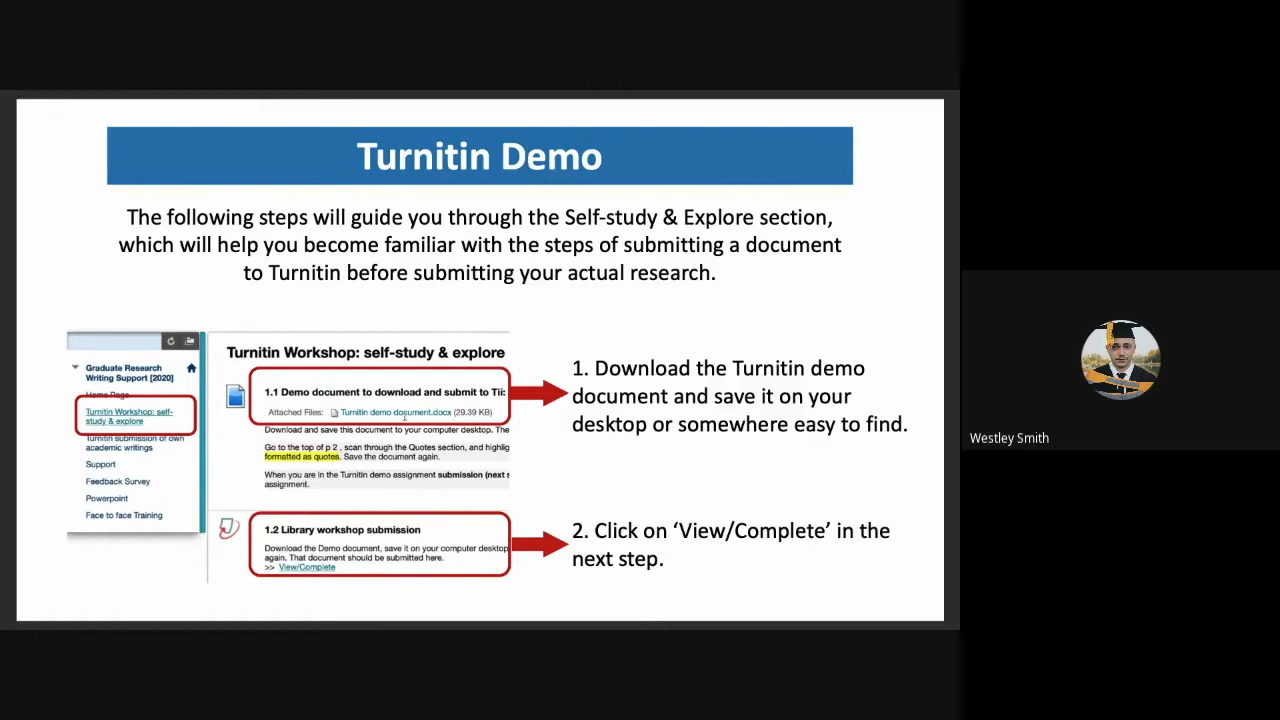 Turnitin Demo
The following steps will guide you through the Self-study & Explore section,
which will help you become familiar with the steps of submitting a document
to Turnitin before submitting your actual research.
Graduate Research
Writing Support [2020]
Home Page
Turnitin Workshop: self-
study & explore
Turnitin submission of own
academic writings
Support
Feedback Survey
Powerpoint
Face to face Training
Turnitin Workshop: self-study & explore
1.1 Demo document to download and submit to Tii:
Attached Files: Turnitin demo document.docx (29.39 KB)
Download and save this document to your computer desktop. The
Go to the top of p 2 , scan through the Quotes section, and highlig
formatted as quotes. Save the document again.
When you are in the Turnitin demo assignment submission (next s
assignment.
1.2 Library workshop submission
Download the Demo document, save it on your computer desktop
again. That document should be submitted here.
>> View/Complete
1. Download the Turnitin demo
document and save it on your
desktop or somewhere easy to find.
2. Click on ‘View/Complete’ in the
next step.
Westley Smith